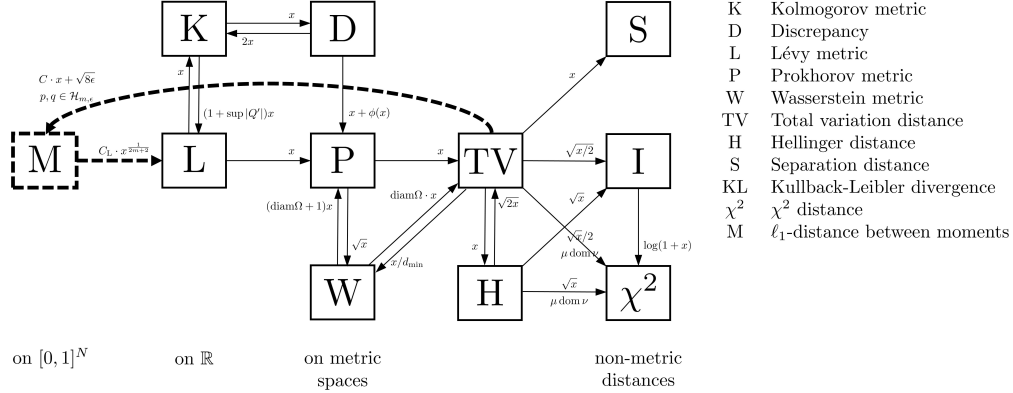 K
D
S
x
2x
x
(1 + sup |Q′|)x
x + ϕ(x)
x
C · x + √8ϵ
p, q ∈ ℋ_{m,ϵ}
M
C_L · x^{1/(2m+2)}
L
x
P
x
TV
√x/2
I
(diamΩ + 1)x
√x
diamΩ · x
x/d_min
x
√2x
√x
√x/2
μ dom ν
log(1 + x)
W
H
√x
μ dom ν
χ²
on [0, 1]^N
on ℝ
on metric
spaces
non-metric
distances
K Kolmogorov metric
D Discrepancy
L Lévy metric
P Prokhorov metric
W Wasserstein metric
TV Total variation distance
H Hellinger distance
S Separation distance
KL Kullback-Leibler divergence
χ² χ² distance
M ℓ₁-distance between moments